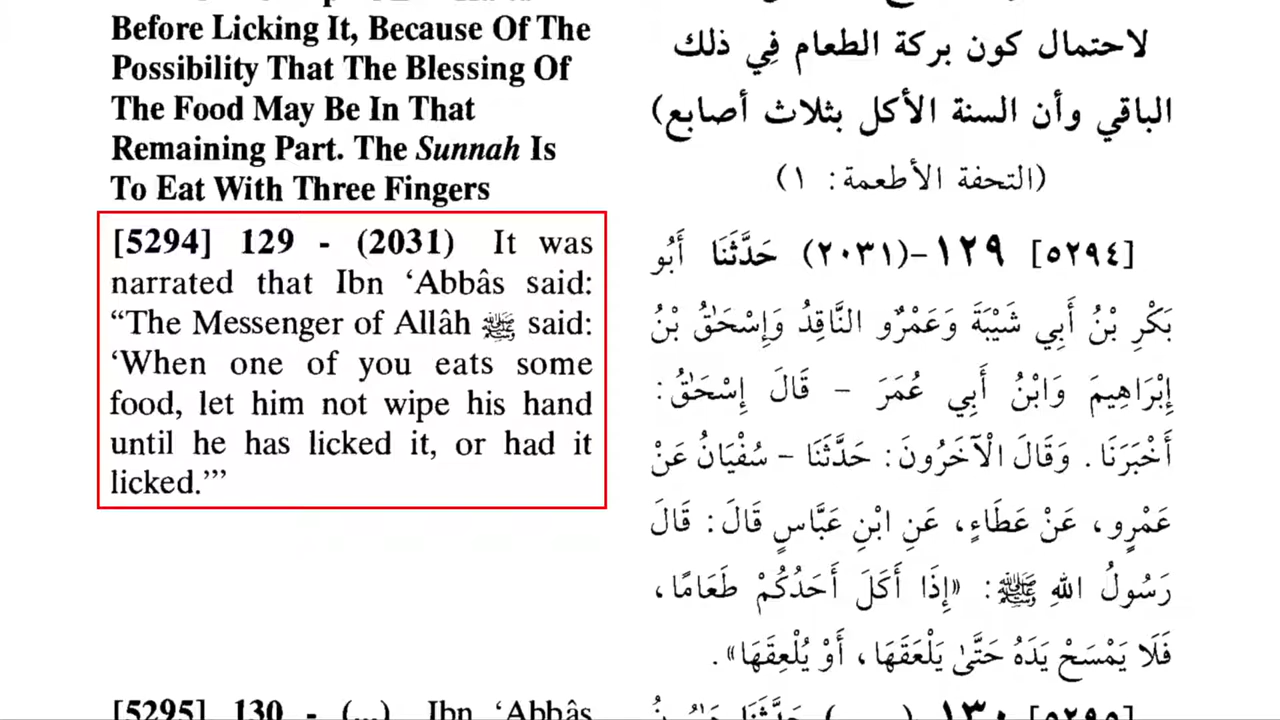 Before Licking It, Because Of The
Possibility That The Blessing Of
The Food May Be In That
Remaining Part. The Sunnah Is
To Eat With Three Fingers
[5294] 129 - (2031) It was
narrated that Ibn ‘Abbâs said:
“The Messenger of Allâh ﷺ said:
‘When one of you eats some
food, let him not wipe his hand
until he has licked it, or had it
licked.’”
[5295] 130 - (...) Ibn ‘Abbâs
لاحتمال كون بركة الطعام فِي ذلك
الباقي وأن السنة الأكل بثلاث أصابع)
(التحفة الأطعمة: ١)
[٥٢٩٤] ١٢٩-(٢٠٣١) حَدَّثَنَا أَبُو
بَكْرِ بْنُ أَبِي شَيْبَةَ وَعَمْرٌو النَّاقِدُ وَإِسْحَٰقُ بْنُ
إِبْرَاهِيمَ وَابْنُ أَبِي عُمَرَ – قَالَ إِسْحَٰقُ:
أَخْبَرَنَا. وَقَالَ الْآخَرُونَ: حَدَّثَنَا – سُفْيَانُ عَنْ
عَمْرٍو، عَنْ عَطَاءٍ، عَنِ ابْنِ عَبَّاسٍ قَالَ: قَالَ
رَسُولُ اللهِ ﷺ: «إِذَا أَكَلَ أَحَدُكُمْ طَعَامًا،
فَلَا يَمْسَحْ يَدَهُ حَتَّىٰ يَلْعَقَهَا، أَوْ يُلْعِقَهَا».